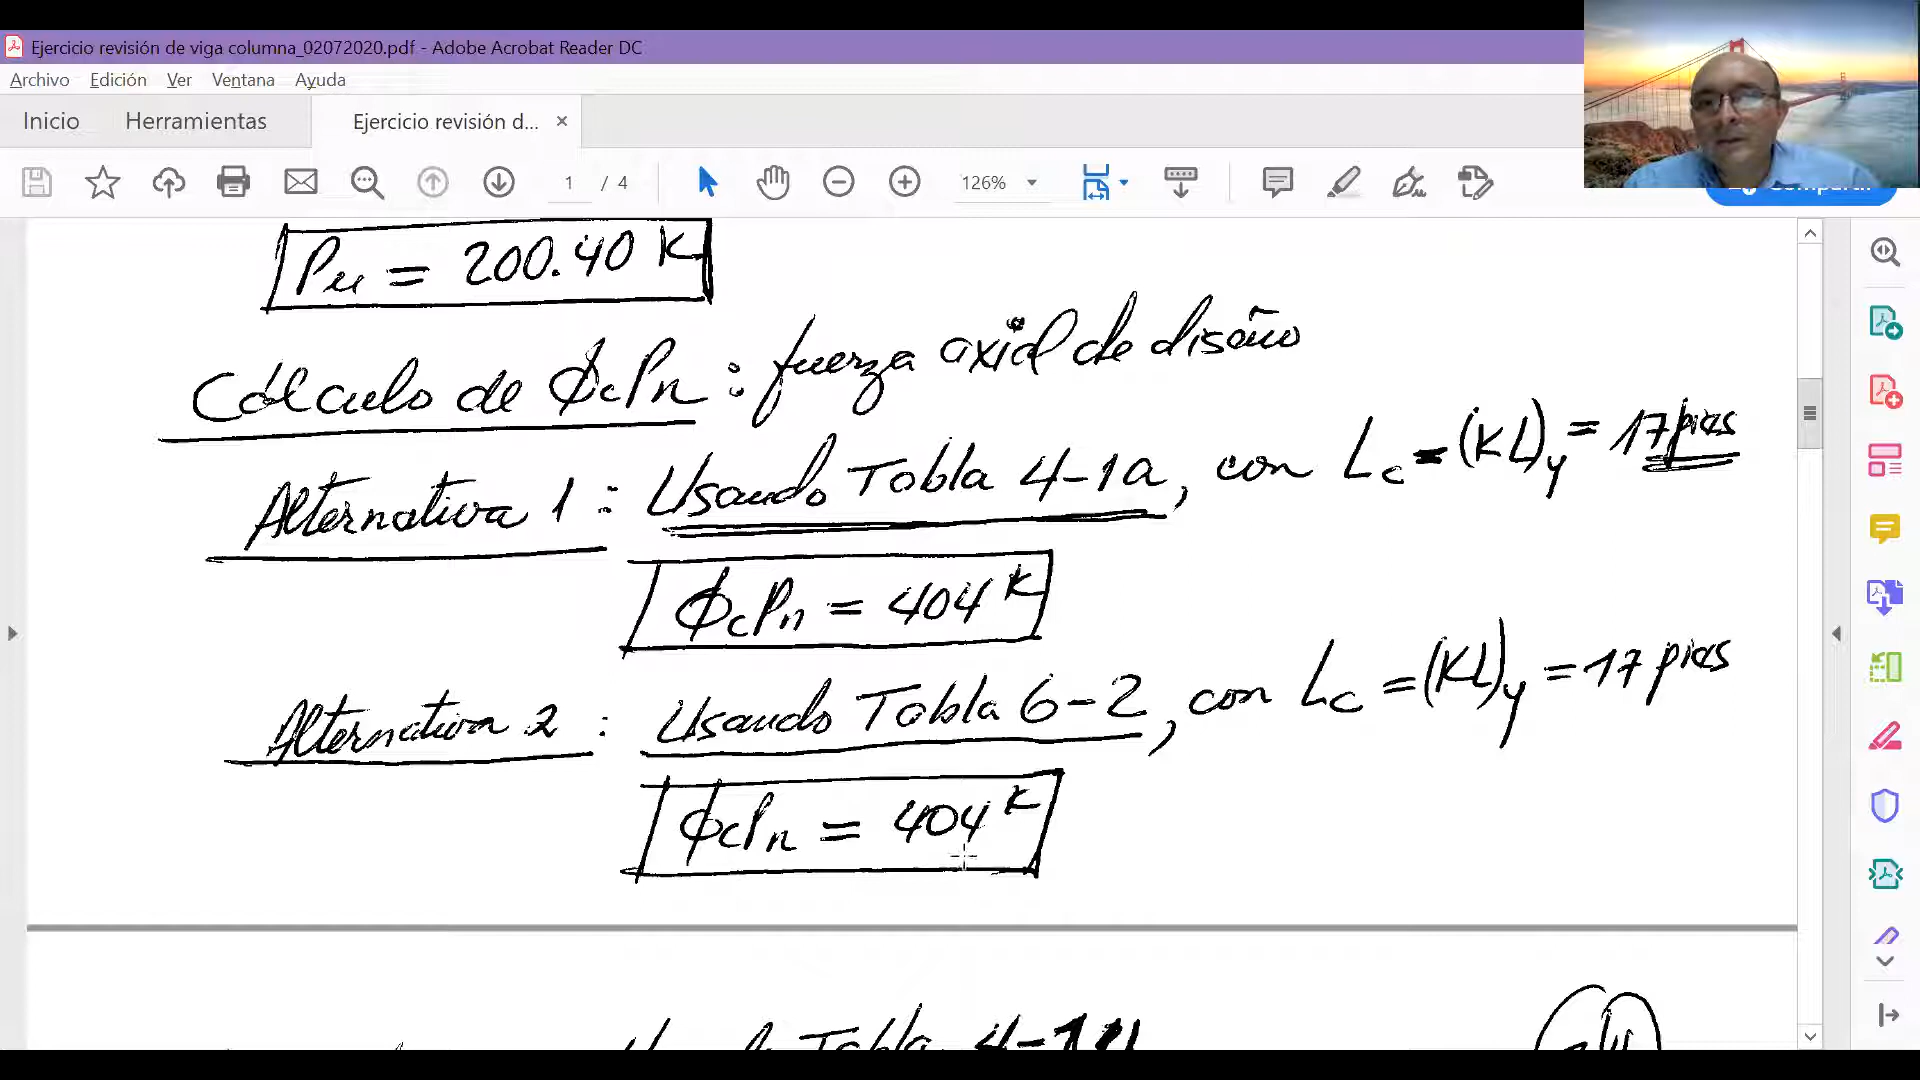 Ejercicio revisión de viga columna_02072020.pdf - Adobe Acrobat Reader DC
Archivo Edición Ver Ventana Ayuda
Inicio Herramientas Ejercicio revisión d... ×
1 / 4 126%
Pu = 200.40 K
Cálculo de ϕcPn : fuerza axial de diseño
Alternativa 1 : Usando Tabla 4-1a, con Lc = (KL)y = 17 pies
ϕcPn = 404 K
Alternativa 2 : Usando Tabla 6-2, con Lc = (KL)y = 17 pies
ϕcPn = 404 K
Tabla